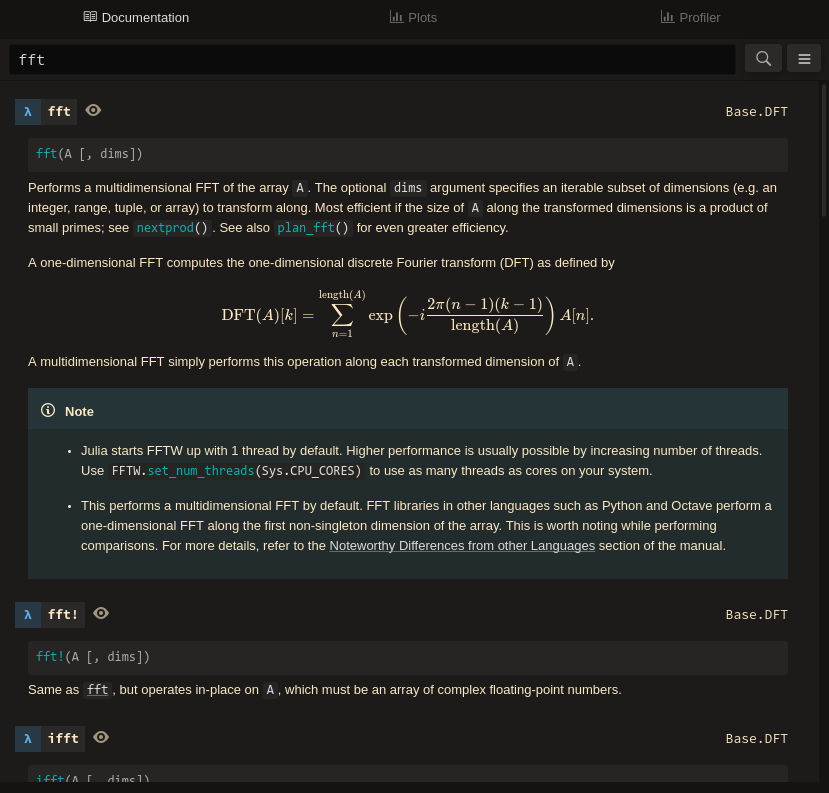 Documentation Plots Profiler
fft
λ fft Base.DFT
fft(A [, dims])
Performs a multidimensional FFT of the array A. The optional dims argument specifies an iterable subset of dimensions (e.g. an
integer, range, tuple, or array) to transform along. Most efficient if the size of A along the transformed dimensions is a product of
small primes; see nextprod(). See also plan_fft() for even greater efficiency.
A one-dimensional FFT computes the one-dimensional discrete Fourier transform (DFT) as defined by
DFT(A)[k] = ∑_{n=1}^{length(A)} exp(−i 2π(n − 1)(k − 1)/length(A)) A[n].
A multidimensional FFT simply performs this operation along each transformed dimension of A.
Note
• Julia starts FFTW up with 1 thread by default. Higher performance is usually possible by increasing number of threads.
Use FFTW.set_num_threads(Sys.CPU_CORES) to use as many threads as cores on your system.
• This performs a multidimensional FFT by default. FFT libraries in other languages such as Python and Octave perform a
one-dimensional FFT along the first non-singleton dimension of the array. This is worth noting while performing
comparisons. For more details, refer to the Noteworthy Differences from other Languages section of the manual.
λ fft! Base.DFT
fft!(A [, dims])
Same as fft, but operates in-place on A, which must be an array of complex floating-point numbers.
λ ifft Base.DFT
ifft(A [, dims])